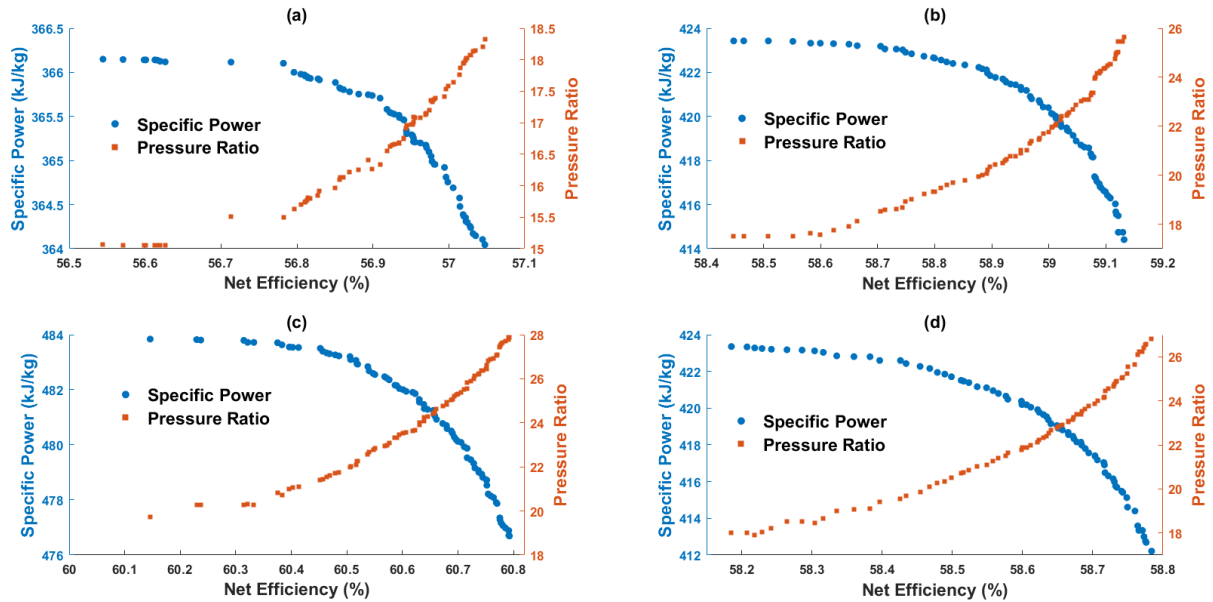 (a)
366.5
366
365.5
365
364.5
364
Specific Power (kJ/kg)
Specific Power
Pressure Ratio
18.5
18
17.5
17
16.5
16
15.5
15
Pressure Ratio
56.5 56.6 56.7 56.8 56.9 57 57.1
Net Efficiency (%)
(b)
424
422
420
418
416
414
Specific Power (kJ/kg)
Specific Power
Pressure Ratio
26
24
22
20
18
Pressure Ratio
58.4 58.5 58.6 58.7 58.8 58.9 59 59.1 59.2
Net Efficiency (%)
(c)
484
482
480
478
476
Specific Power (kJ/kg)
Specific Power
Pressure Ratio
28
26
24
22
20
18
Pressure Ratio
60 60.1 60.2 60.3 60.4 60.5 60.6 60.7 60.8
Net Efficiency (%)
(d)
424
422
420
418
416
414
412
Specific Power (kJ/kg)
Specific Power
Pressure Ratio
26
24
22
20
18
Pressure Ratio
58.2 58.3 58.4 58.5 58.6 58.7 58.8
Net Efficiency (%)